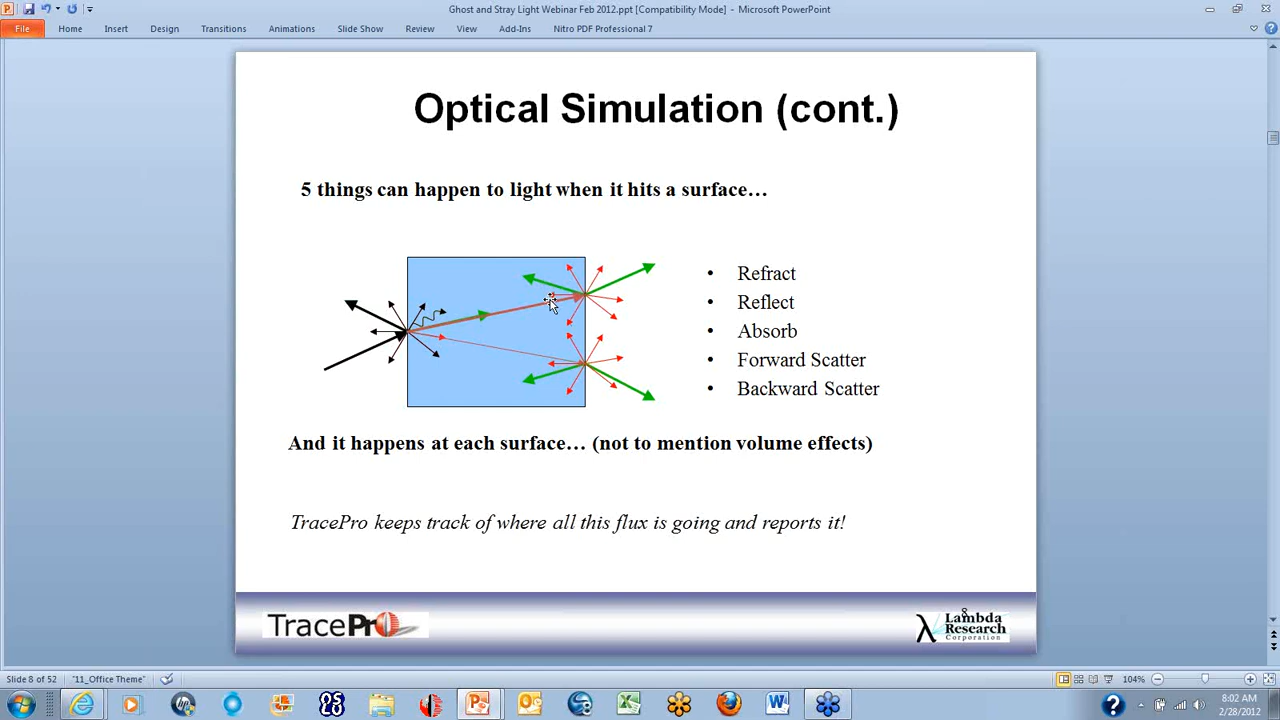 Ghost and Stray Light Webinar Feb 2012.ppt [Compatibility Mode] - Microsoft PowerPoint
File Home Insert Design Transitions Animations Slide Show Review View Add-Ins Nitro PDF Professional 7
Optical Simulation (cont.)
5 things can happen to light when it hits a surface…
• Refract
• Reflect
• Absorb
• Forward Scatter
• Backward Scatter
And it happens at each surface… (not to mention volume effects)
TracePro keeps track of where all this flux is going and reports it!
TracePro
8
Lambda
Research
Corporation
Slide 8 of 52 "11_Office Theme" 104%
8:02 AM
2/28/2012